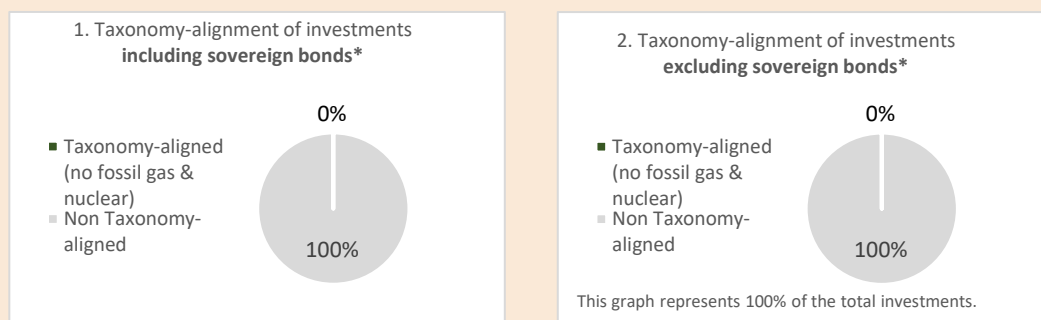 1. Taxonomy-alignment of investments
including sovereign bonds*
0%
Taxonomy-aligned
(no fossil gas &
nuclear)
Non Taxonomy-
aligned
100%
2. Taxonomy-alignment of investments
excluding sovereign bonds*
0%
Taxonomy-aligned
(no fossil gas &
nuclear)
Non Taxonomy-
aligned
100%
This graph represents 100% of the total investments.